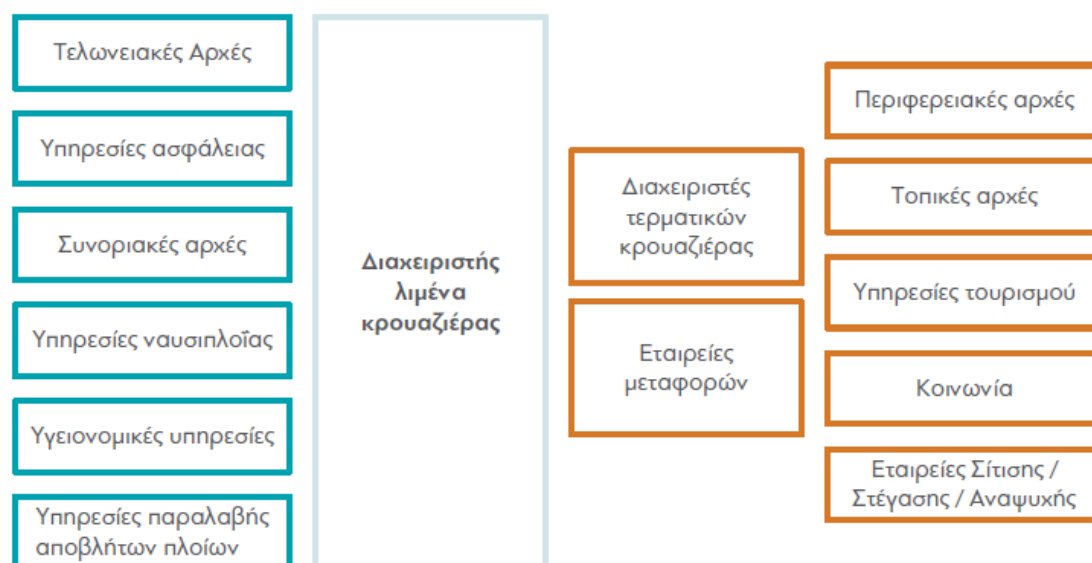 Τελωνειακές Αρχές
Υπηρεσίες ασφάλειας
Συνοριακές αρχές
Υπηρεσίες ναυσιπλοΐας
Υγειονομικές υπηρεσίες
Υπηρεσίες παραλαβής
αποβλήτων πλοίων
Διαχειριστής
λιμένα
κρουαζιέρας
Διαχειριστές
τερματικών
κρουαζιέρας
Εταιρείες
μεταφορών
Περιφερειακές αρχές
Τοπικές αρχές
Υπηρεσίες τουρισμού
Κοινωνία
Εταιρείες Σίτισης /
Στέγασης / Αναψυχής